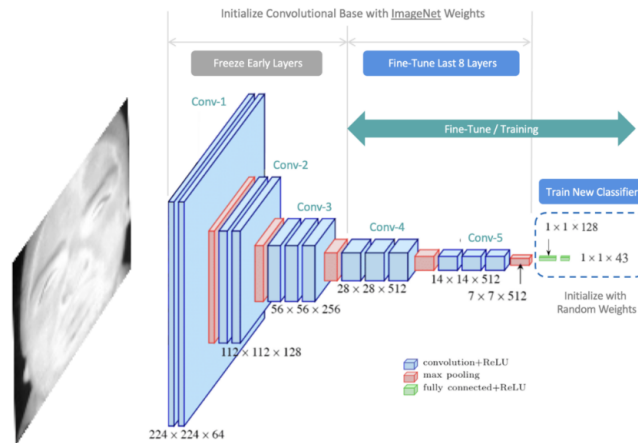 Initialize Convolutional Base with ImageNet Weights
Freeze Early Layers
Fine-Tune Last 8 Layers
Conv-1
Fine-Tune / Training
Conv-2
Train New Classifier
Conv-3
1 × 1 × 128
Conv-4
Conv-5
1 × 1 × 43
28 × 28 × 512
14 × 14 × 512
7 × 7 × 512
Initialize with
Random Weights
56 × 56 × 256
112 × 112 × 128
convolution+ReLU
max pooling
fully connected+ReLU
224 × 224 × 64